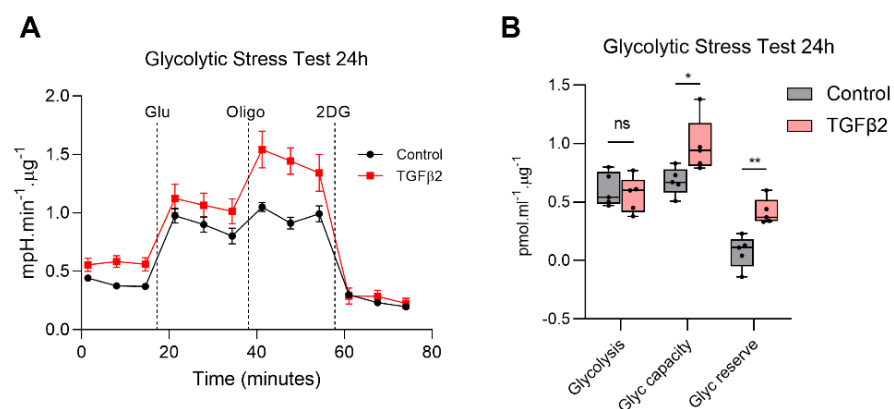 A
Glycolytic Stress Test 24h
Glu
Oligo
2DG
Control
TGFβ2
mpH.min⁻¹.µg⁻¹
2.0
1.5
1.0
0.5
0.0
0
20
40
60
80
Time (minutes)
B
Glycolytic Stress Test 24h
Control
TGFβ2
ns
*
**
pmol.ml⁻¹.µg⁻¹
1.5
1.0
0.5
0.0
-0.5
Glycolysis
Glyc capacity
Glyc reserve